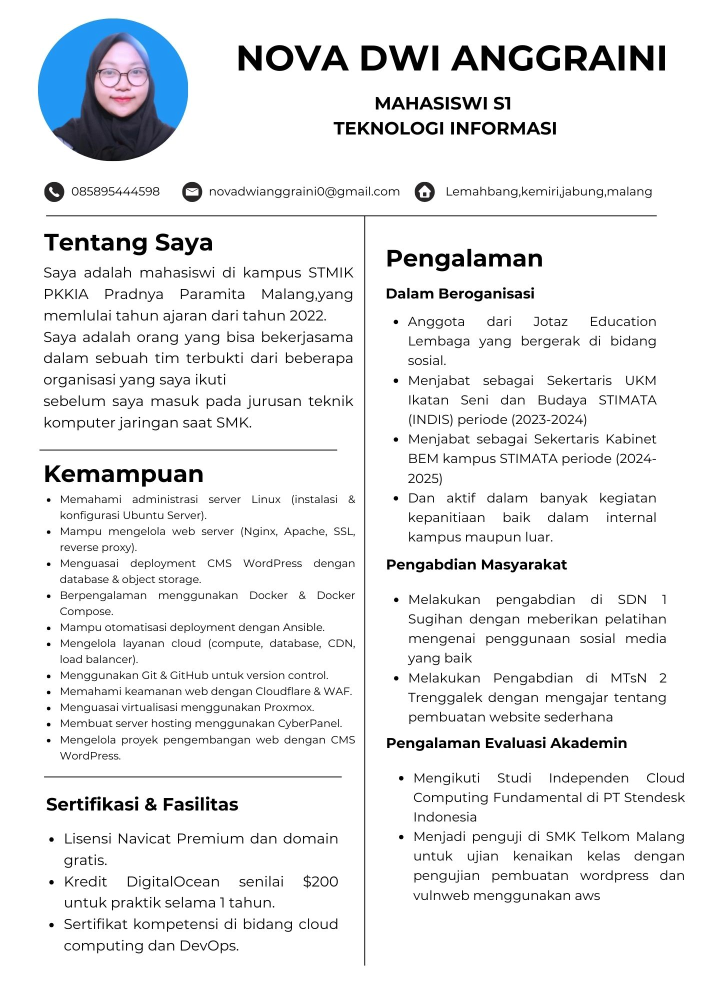 NOVA DWI ANGGRAINI
MAHASISWI S1
TEKNOLOGI INFORMASI
085895444598
novadwianggraini0@gmail.com
Lemahbang,kemiri,jabung,malang
Tentang Saya
Saya adalah mahasiswi di kampus STMIK
PKKIA Pradnya Paramita Malang,yang
memlulai tahun ajaran dari tahun 2022.
Saya adalah orang yang bisa bekerjasama
dalam sebuah tim terbukti dari beberapa
organisasi yang saya ikuti
sebelum saya masuk pada jurusan teknik
komputer jaringan saat SMK.
Kemampuan
• Memahami administrasi server Linux (instalasi &
konfigurasi Ubuntu Server).
• Mampu mengelola web server (Nginx, Apache, SSL,
reverse proxy).
• Menguasai deployment CMS WordPress dengan
database & object storage.
• Berpengalaman menggunakan Docker & Docker
Compose.
• Mampu otomatisasi deployment dengan Ansible.
• Mengelola layanan cloud (compute, database, CDN,
load balancer).
• Menggunakan Git & GitHub untuk version control.
• Memahami keamanan web dengan Cloudflare & WAF.
• Menguasai virtualisasi menggunakan Proxmox.
• Membuat server hosting menggunakan CyberPanel.
• Mengelola proyek pengembangan web dengan CMS
WordPress.
Sertifikasi & Fasilitas
• Lisensi Navicat Premium dan domain
gratis.
• Kredit DigitalOcean senilai $200
untuk praktik selama 1 tahun.
• Sertifikat kompetensi di bidang cloud
computing dan DevOps.
Pengalaman
Dalam Beroganisasi
• Anggota dari Jotaz Education
Lembaga yang bergerak di bidang
sosial.
• Menjabat sebagai Sekertaris UKM
Ikatan Seni dan Budaya STIMATA
(INDIS) periode (2023-2024)
• Menjabat sebagai Sekertaris Kabinet
BEM kampus STIMATA periode (2024-
2025)
• Dan aktif dalam banyak kegiatan
kepanitiaan baik dalam internal
kampus maupun luar.
Pengabdian Masyarakat
• Melakukan pengabdian di SDN 1
Sugihan dengan meberikan pelatihan
mengenai penggunaan sosial media
yang baik
• Melakukan Pengabdian di MTsN 2
Trenggalek dengan mengajar tentang
pembuatan website sederhana
Pengalaman Evaluasi Akademin
• Mengikuti Studi Independen Cloud
Computing Fundamental di PT Stendesk
Indonesia
• Menjadi penguji di SMK Telkom Malang
untuk ujian kenaikan kelas dengan
pengujian pembuatan wordpress dan
vulnweb menggunakan aws